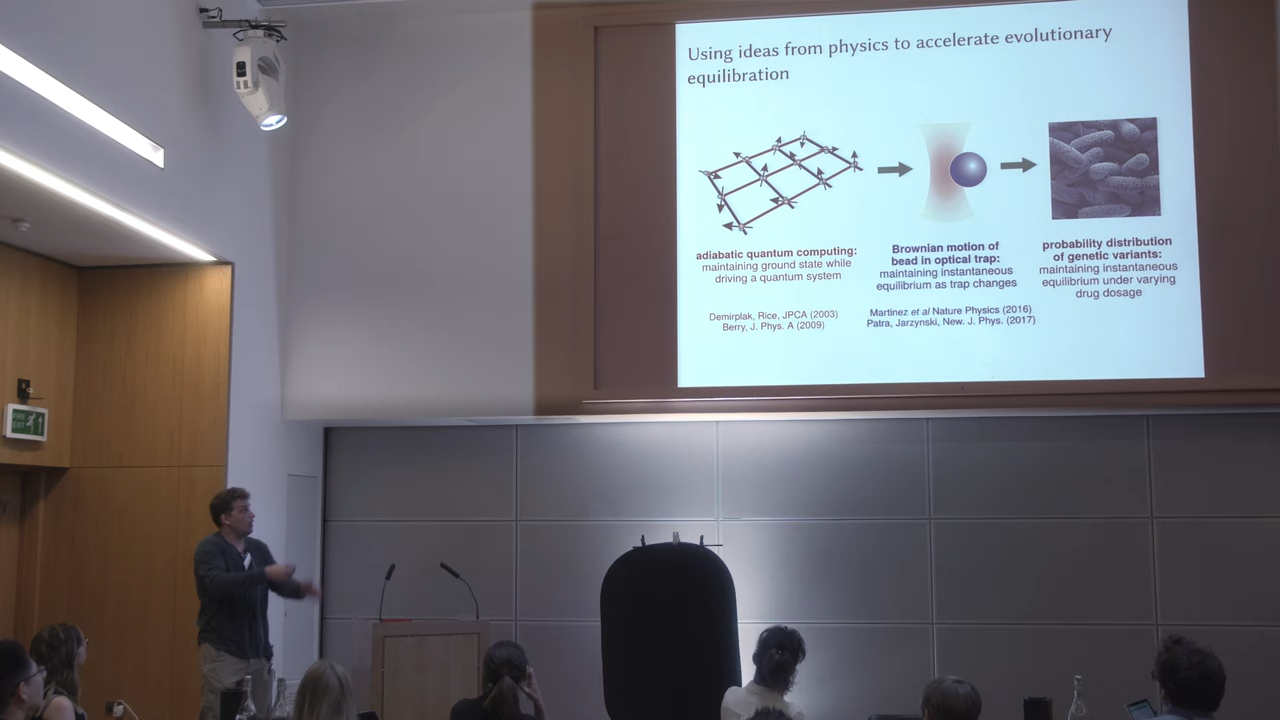 Using ideas from physics to accelerate evolutionary
equilibration
adiabatic quantum computing:
maintaining ground state while
driving a quantum system
Demirplak, Rice, JPCA (2003)
Berry, J. Phys. A (2009)
Brownian motion of
bead in optical trap:
maintaining instantaneous
equilibrium as trap changes
Martinez et al Nature Physics (2016)
Patra, Jarzynski, New. J. Phys. (2017)
probability distribution
of genetic variants:
maintaining instantaneous
equilibrium under varying
drug dosage
FIRE
EXIT